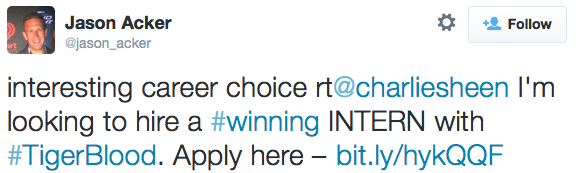 Jason Acker
@jason_acker
Follow
interesting career choice rt@charliesheen I'm
looking to hire a #winning INTERN with
#TigerBlood. Apply here – bit.ly/hykQQF